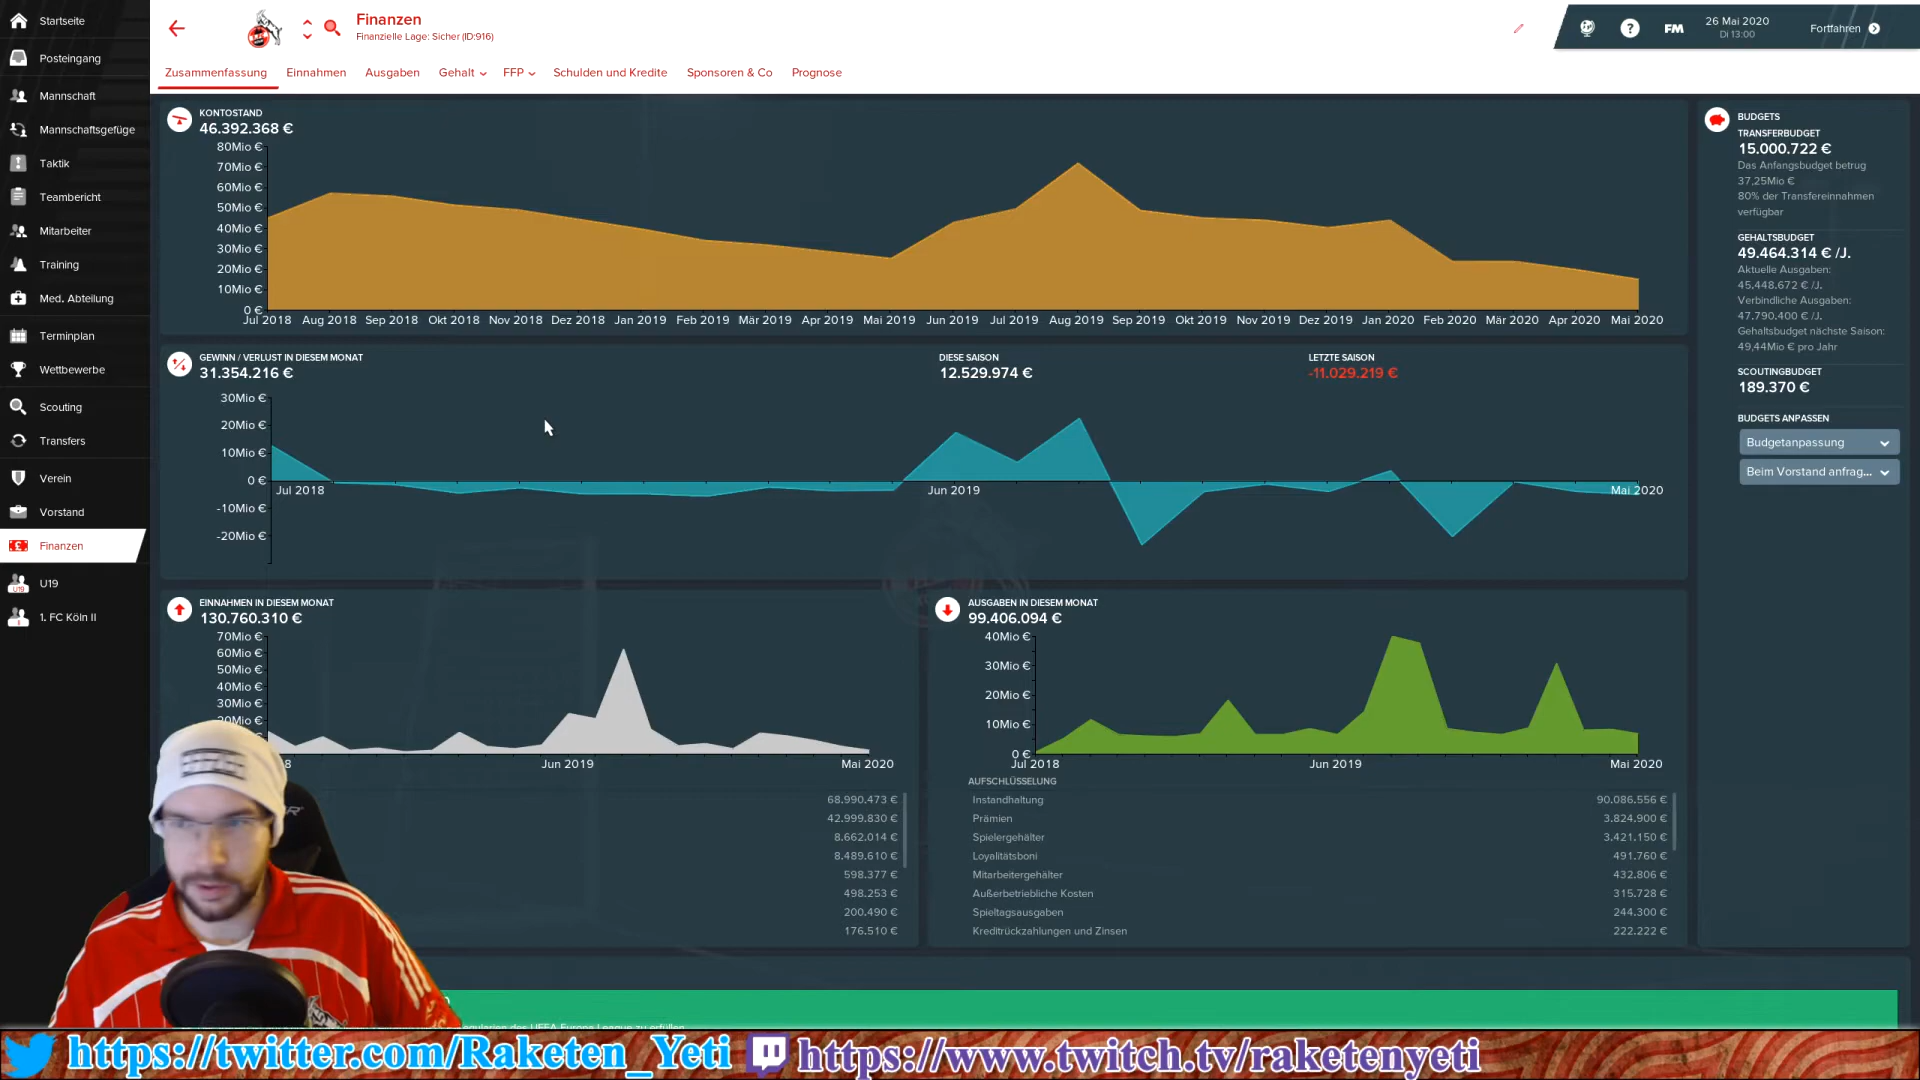 Startseite
Posteingang
Mannschaft
Mannschaftsgefüge
Taktik
Teambericht
Mitarbeiter
Training
Med. Abteilung
Terminplan
Wettbewerbe
Scouting
Transfers
Verein
Vorstand
Finanzen
U19
1. FC Köln II
Finanzen
Finanzielle Lage: Sicher (ID:916)
FM
26 Mai 2020
Di 13:00
Fortfahren
Zusammenfassung Einnahmen Ausgaben Gehalt FFP Schulden und Kredite Sponsoren & Co Prognose
KONTOSTAND
46.392.368 €
80Mio €
70Mio €
60Mio €
50Mio €
40Mio €
30Mio €
20Mio €
10Mio €
0 €
Jul 2018 Aug 2018 Sep 2018 Okt 2018 Nov 2018 Dez 2018 Jan 2019 Feb 2019 Mär 2019 Apr 2019 Mai 2019 Jun 2019 Jul 2019 Aug 2019 Sep 2019 Okt 2019 Nov 2019 Dez 2019 Jan 2020 Feb 2020 Mär 2020 Apr 2020 Mai 2020
GEWINN / VERLUST IN DIESEM MONAT
31.354.216 €
DIESE SAISON
12.529.974 €
LETZTE SAISON
-11.029.219 €
30Mio €
20Mio €
10Mio €
0 €
-10Mio €
-20Mio €
Jul 2018 Jun 2019 Mai 2020
EINNAHMEN IN DIESEM MONAT
130.760.310 €
70Mio €
60Mio €
50Mio €
40Mio €
30Mio €
20Mio €
8 Jun 2019 Mai 2020
68.990.473 €
42.999.830 €
8.662.014 €
8.489.610 €
598.377 €
498.253 €
200.490 €
176.510 €
AUSGABEN IN DIESEM MONAT
99.406.094 €
40Mio €
30Mio €
20Mio €
10Mio €
0 €
Jul 2018 Jun 2019 Mai 2020
AUFSCHLÜSSELUNG
Instandhaltung 90.086.556 €
Prämien 3.824.900 €
Spielergehälter 3.421.150 €
Loyalitätsboni 491.760 €
Mitarbeitergehälter 432.806 €
Außerbetriebliche Kosten 315.728 €
Spieltagsausgaben 244.300 €
Kreditrückzahlungen und Zinsen 222.222 €
BUDGETS
TRANSFERBUDGET
15.000.722 €
Das Anfangsbudget betrug
37,25Mio €
80% der Transfereinnahmen
verfügbar
GEHALTSBUDGET
49.464.314 € /J.
Aktuelle Ausgaben:
45.448.672 € /J.
Verbindliche Ausgaben:
47.790.400 € /J.
Gehaltsbudget nächste Saison:
49,44Mio € pro Jahr
SCOUTINGBUDGET
189.370 €
BUDGETS ANPASSEN
Budgetanpassung
Beim Vorstand anfrag...
egularien des UEFA Europa League zu erfüllen
https://twitter.com/Raketen_Yeti https://www.twitch.tv/raketenyeti